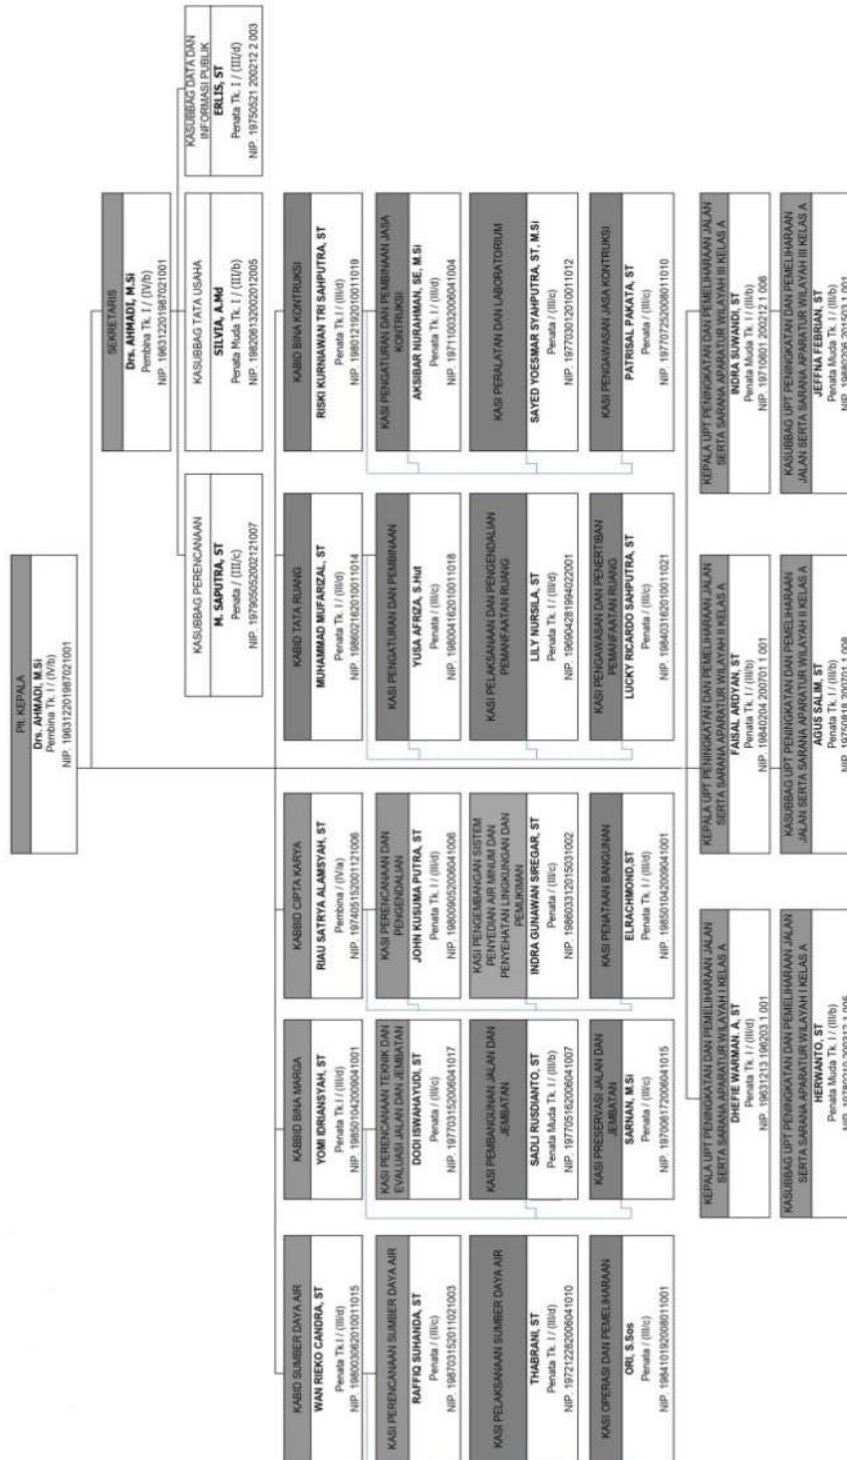 Plt. KEPALA
Drs. AHMADI, M.Si
Pembina Tk. I / (IV/b)
NIP. 196312201987021001
SEKRETARIS
Drs. AHMADI, M.Si
Pembina Tk. I / (IV/b)
NIP. 196312201987021001
KASUBBAG PERENCANAAN
M. SAPUTRA, ST
Penata / (III/c)
NIP. 197905052002121007
KASUBBAG TATA USAHA
SILVIA, A.Md
Penata Muda Tk. I / (III/b)
NIP. 198208132002012005
KASUBBAG DATA DAN
INFORMASI PUBLIK
ERLIS, ST
Penata Tk. I / (III/d)
NIP. 19750521 200212 2 003
KABID SUMBER DAYA AIR
WAN RIEKO CANDRA, ST
Penata Tk.I / (III/d)
NIP. 198003082010011015
KABBID BINA MARGA
YOMI IDRIANSYAH, ST
Penata Tk.I / (III/d)
NIP. 198501042009041001
KABBID CIPTA KARYA
RIAU SATRYA ALAMSYAH, ST
Pembina / (IV/a)
NIP. 197405152001121006
KABID TATA RUANG
MUHAMMAD MUFARIZAL, ST
Penata Tk. I / (III/d)
NIP. 198602162010011014
KABID BINA KONTRUKSI
RISKI KURNIAWAN TRI SAHPUTRA, ST
Penata Tk.I / (III/d)
NIP. 198012192010011019
KASI PERENCANAAN SUMBER DAYA AIR
RAFFIQ SUHANDA, ST
Penata / (III/c)
NIP. 198703152011021003
KASI PERENCANAAN TEKNIK DAN
EVALUASI JALAN DAN JEMBATAN
DODI ISWAHAYUDI, ST
Penata / (III/c)
NIP. 197703152006041017
KASI PERENCANAAN DAN
PENGENDALIAN
JOHN KUSUMA PUTRA, ST
Penata Tk. I / (III/d)
NIP. 198009052006041006
KASI PENGATURAN DAN PEMBINAAN
YUSA AFRIZA, S.Hut
Penata / (III/c)
NIP. 198004162010011018
KASI PENGATURAN DAN PEMBINAAN JASA
KONTRUKSI
AKSIBAR NURAHMAN, SE, M.Si
Penata Tk. I / (III/d)
NIP. 197110032006041004
KASI PELAKSANAAN SUMBER DAYA AIR
THABRANI, ST
Penata Tk. I / (III/d)
NIP. 197212282006041010
KASI PEMBANGUNAN JALAN DAN
JEMBATAN
SADLI RUSDIANTO, ST
Penata Muda Tk. I / (III/b)
NIP. 197705162006041007
KASI PENGEMBANGAN SISTEM
PENYEDIAN AIR MINUM DAN
PENYEHATAN LINGKUNGAN DAN
PEMUKIMAN
INDRA GUNAWAN SIREGAR, ST
Penata / (III/c)
NIP. 198603312015031002
KASI PELAKSANAAN DAN PENGENDALIAN
PEMANFAATAN RUANG
LILY NURSILA, ST
Penata Tk. I / (III/d)
NIP. 196904281994022001
KASI PERALATAN DAN LABORATORIUM
SAYED YOESMAR SYAHPUTRA, ST, M.Si
Penata / (III/c)
NIP. 197703012010011012
KASI OPERASI DAN PEMELIHARAAN
ORI, S.Sos
Penata / (III/c)
NIP. 198410192008011001
KASI PRESERVASI JALAN DAN
JEMBATAN
SARNAN, M.Si
Penata / (III/c)
NIP. 197006172006041015
KASI PENATAAN BANGUNAN
ELRACHMOND,ST
Penata Tk. I / (III/d)
NIP. 198501042009041001
KASI PENGAWASAN DAN PENERTIBAN
PEMANFAATAN RUANG
LUCKY RICARDO SAHPUTRA, ST
Penata / (III/c)
NIP. 198403162010011021
KASI PENGAWASAN JASA KONTRUKSI
PATRISAL PAKATA, ST
Penata / (III/c)
NIP. 197707252008011010
KEPALA UPT PENINGKATAN DAN PEMELIHARAAN JALAN
SERTA SARANA APARATUR WILAYAH I KELAS A
DHEFIE WARMAN. A, ST
Penata Tk. I / (III/d)
NIP. 19631213 198203 1 001
KEPALA UPT PENINGKATAN DAN PEMELIHARAAN JALAN
SERTA SARANA APARATUR WILAYAH II KELAS A
FAISAL ARDYAN, ST
Penata Tk. I / (III/b)
NIP. 19840204 200701 1 001
KEPALA UPT PENINGKATAN DAN PEMELIHARAAN JALAN
SERTA SARANA APARATUR WILAYAH III KELAS A
INDRA SUWANDI, ST
Penata Muda Tk. I / (III/b)
NIP. 19710601 200212 1 006
KASUBBAG UPT PENINGKATAN DAN PEMELIHARAAN JALAN
SERTA SARANA APARATUR WILAYAH I KELAS A
HERWANTO, ST
Penata Muda Tk. I / (III/b)
KASUBBAG UPT PENINGKATAN DAN PEMELIHARAAN
JALAN SERTA SARANA APARATUR WILAYAH II KELAS A
AGUS SALIM, ST
Penata Tk. I / (III/b)
NIP. 19750818 200701 1 008
KASUBBAG UPT PENINGKATAN DAN PEMELIHARAAN
JALAN SERTA SARANA APARATUR WILAYAH III KELAS A
JEFFNA FEBRIAN, ST
Penata Muda Tk. I / (III/b)
NIP. 19880206 201503 1 001